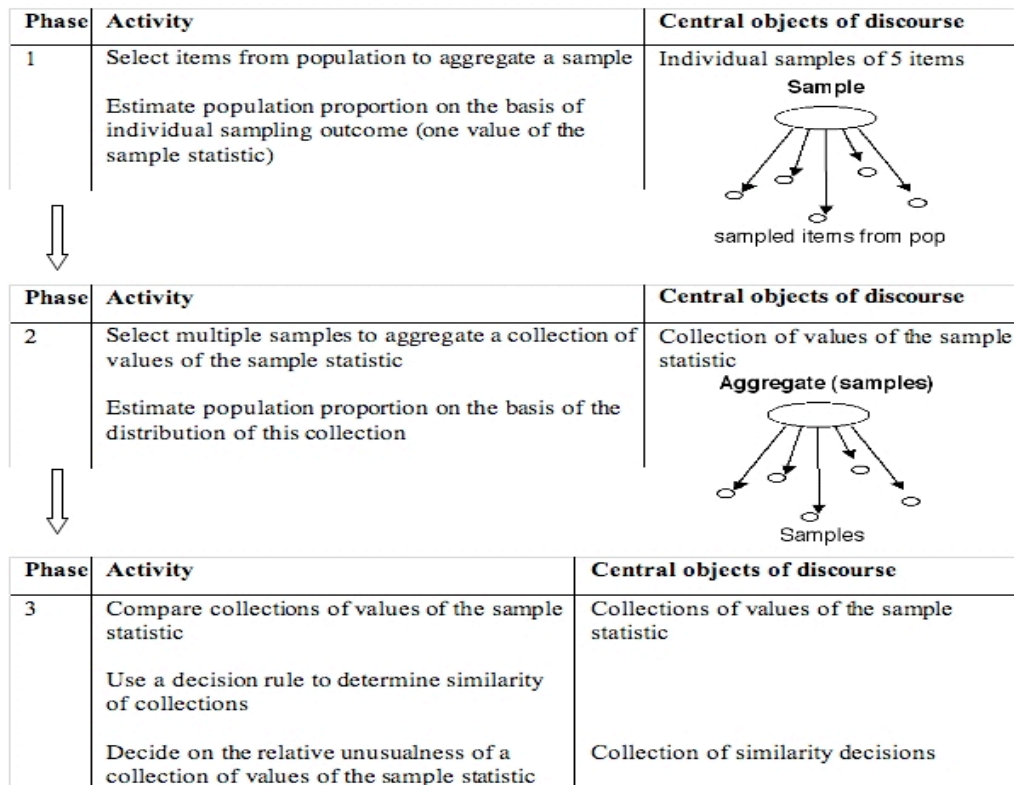 Phase Activity Central objects of discourse
1 Select items from population to aggregate a sample Individual samples of 5 items
Sample
Estimate population proportion on the basis of
individual sampling outcome (one value of the
sample statistic)
sampled items from pop
Phase Activity Central objects of discourse
2 Select multiple samples to aggregate a collection of Collection of values of the sample
values of the sample statistic statistic
Aggregate (samples)
Estimate population proportion on the basis of the
distribution of this collection
Samples
Phase Activity Central objects of discourse
3 Compare collections of values of the sample Collections of values of the sample
statistic statistic
Use a decision rule to determine similarity
of collections
Decide on the relative unusualness of a Collection of similarity decisions
collection of values of the sample statistic